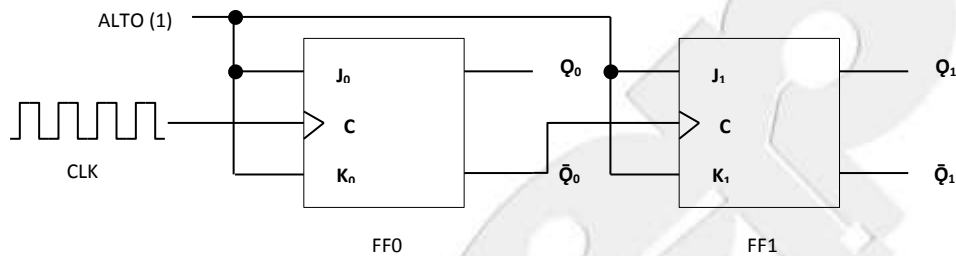 ALTO (1)
J₀ Q₀ J₁ Q₁
C C
CLK
K₀ Q̄₀ K₁ Q̄₁
FF0 FF1